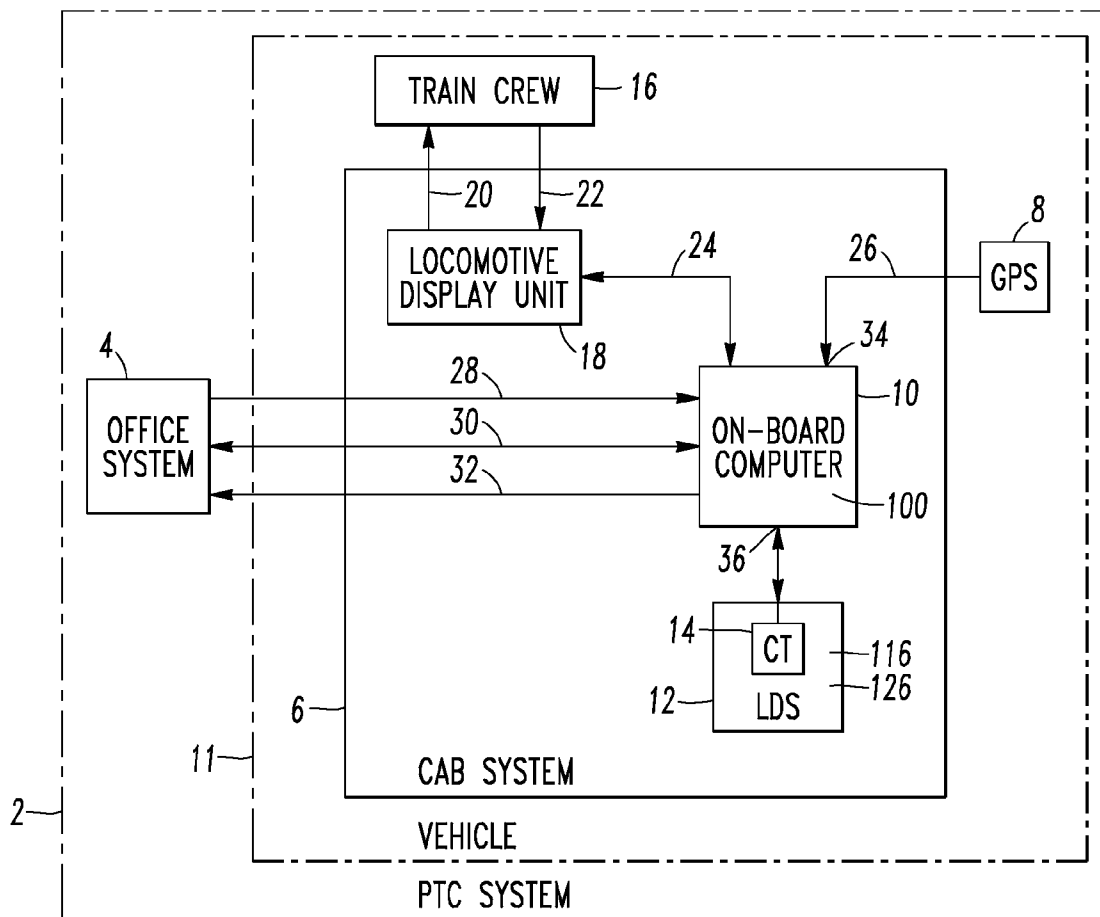 TRAIN CREW
16
20
22
8
GPS
LOCOMOTIVE
DISPLAY UNIT
18
24
26
34
4
OFFICE
SYSTEM
28
30
32
10
ON-BOARD
COMPUTER
100
36
14
CT
116
126
12
LDS
6
CAB SYSTEM
11
VEHICLE
2
PTC SYSTEM